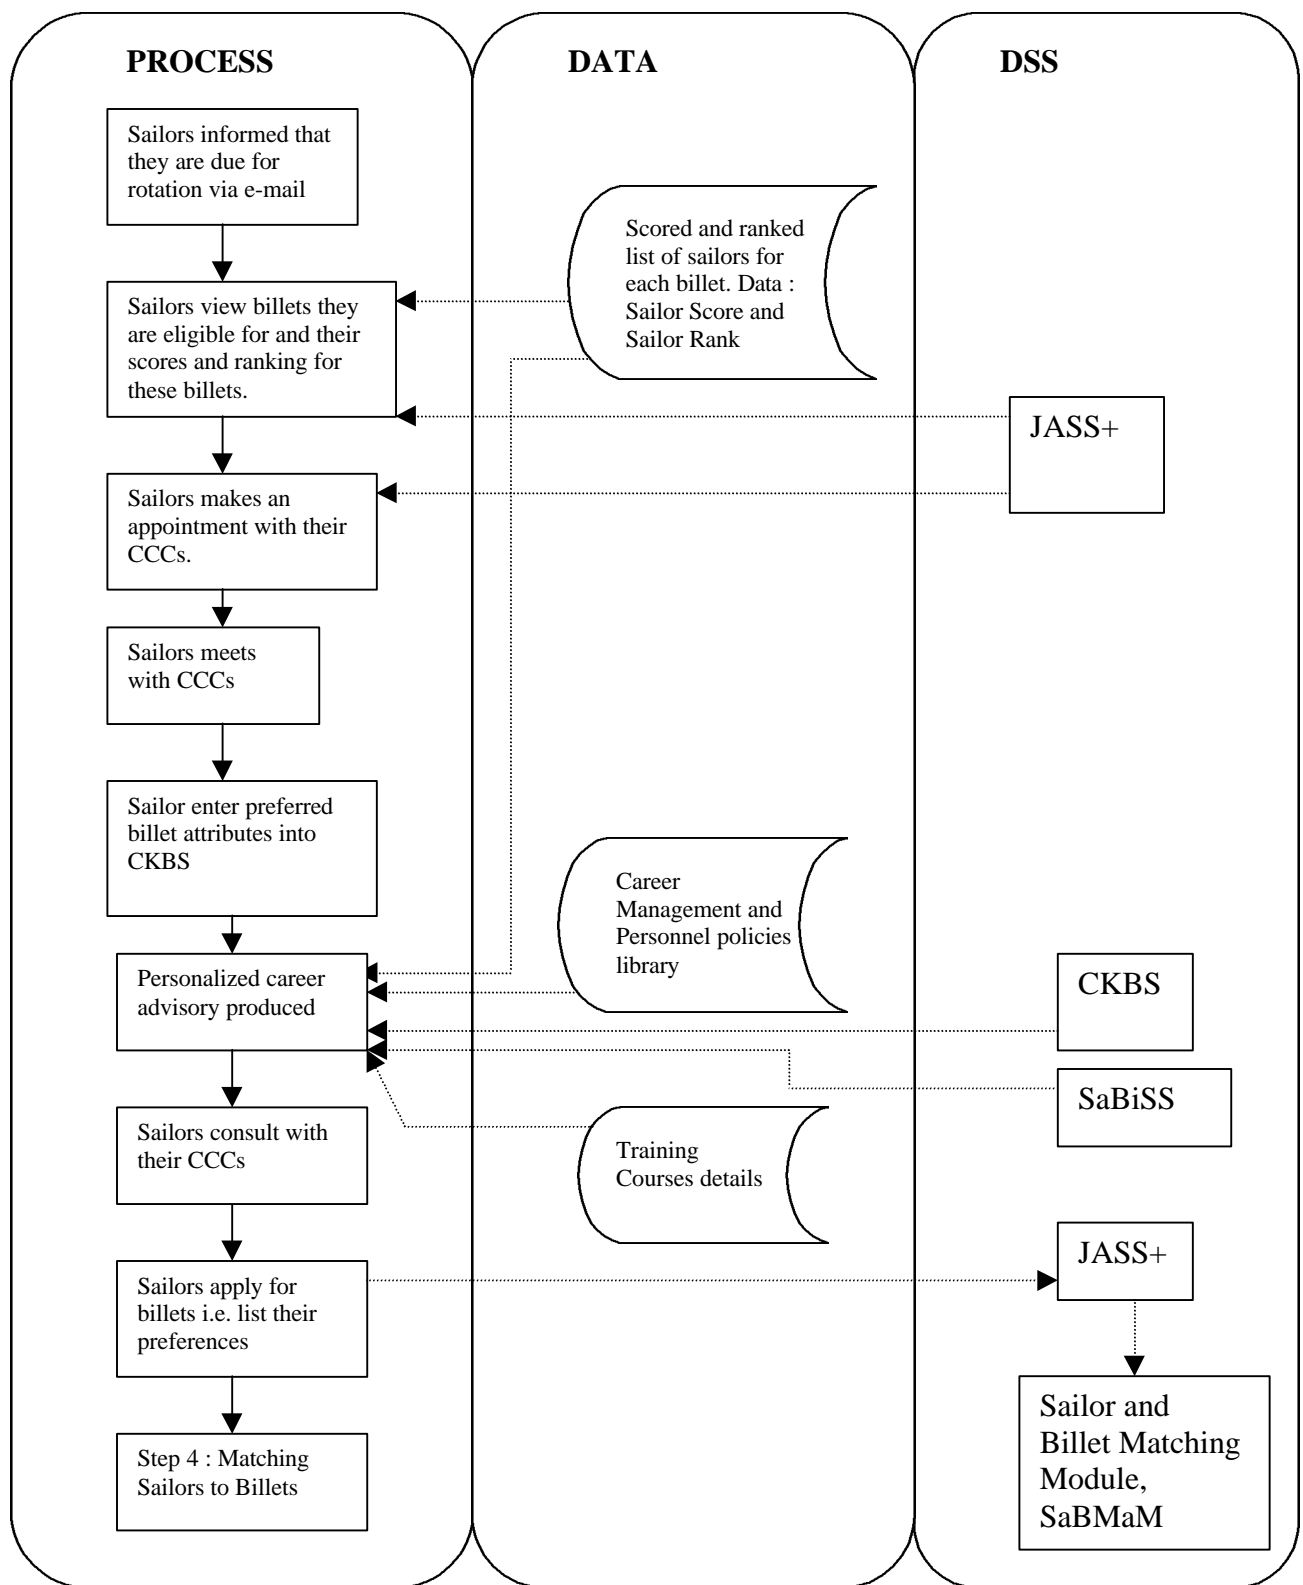 PROCESS
DATA
DSS
Sailors informed that
they are due for
rotation via e-mail
Scored and ranked
list of sailors for
each billet. Data :
Sailor Score and
Sailor Rank
Sailors view billets they
are eligible for and their
scores and ranking for
these billets.
JASS+
Sailors makes an
appointment with their
CCCs.
Sailors meets
with CCCs
Sailor enter preferred
billet attributes into
CKBS
Career
Management and
Personnel policies
library
Personalized career
advisory produced
CKBS
SaBiSS
Sailors consult with
their CCCs
Training
Courses details
JASS+
Sailors apply for
billets i.e. list their
preferences
Sailor and
Billet Matching
Module,
SaBMaM
Step 4 : Matching
Sailors to Billets